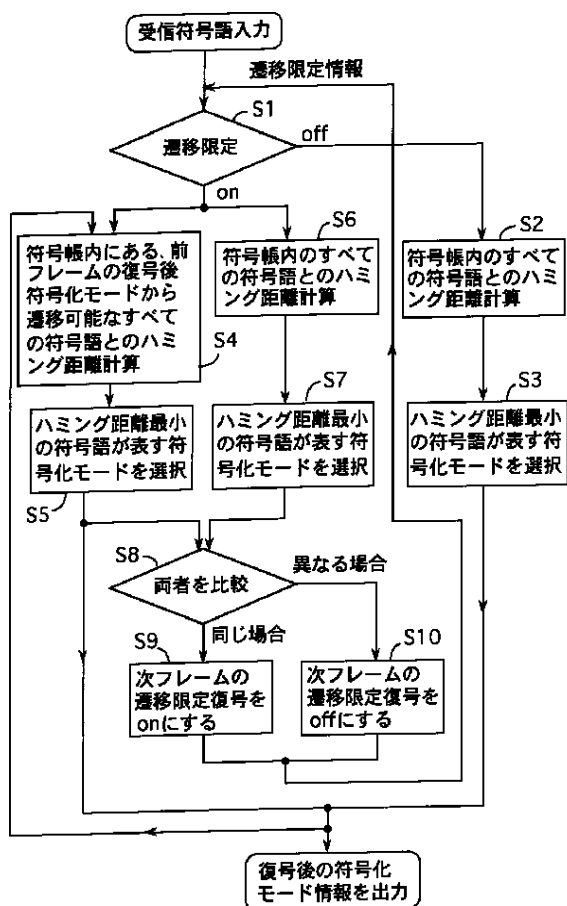 受信符号語入力
遷移限定情報
S1
遷移限定
off
on
S6
S2
符号帳内にある、前
フレームの復号後
符号化モードから
遷移可能なすべて
の符号語とのハミ
ング距離計算
S4
符号帳内のすべて
の符号語とのハミ
ング距離計算
符号帳内のすべて
の符号語とのハミ
ング距離計算
S7
S3
ハミング距離最小
の符号語が表す符
号化モードを選択
S5
ハミング距離最小
の符号語が表す符
号化モードを選択
ハミング距離最小
の符号語が表す符
号化モードを選択
S8
両者を比較
異なる場合
同じ場合
S9
S10
次フレームの
遷移限定復号を
onにする
次フレームの
遷移限定復号を
offにする
復号後の符号化
モード情報を出力